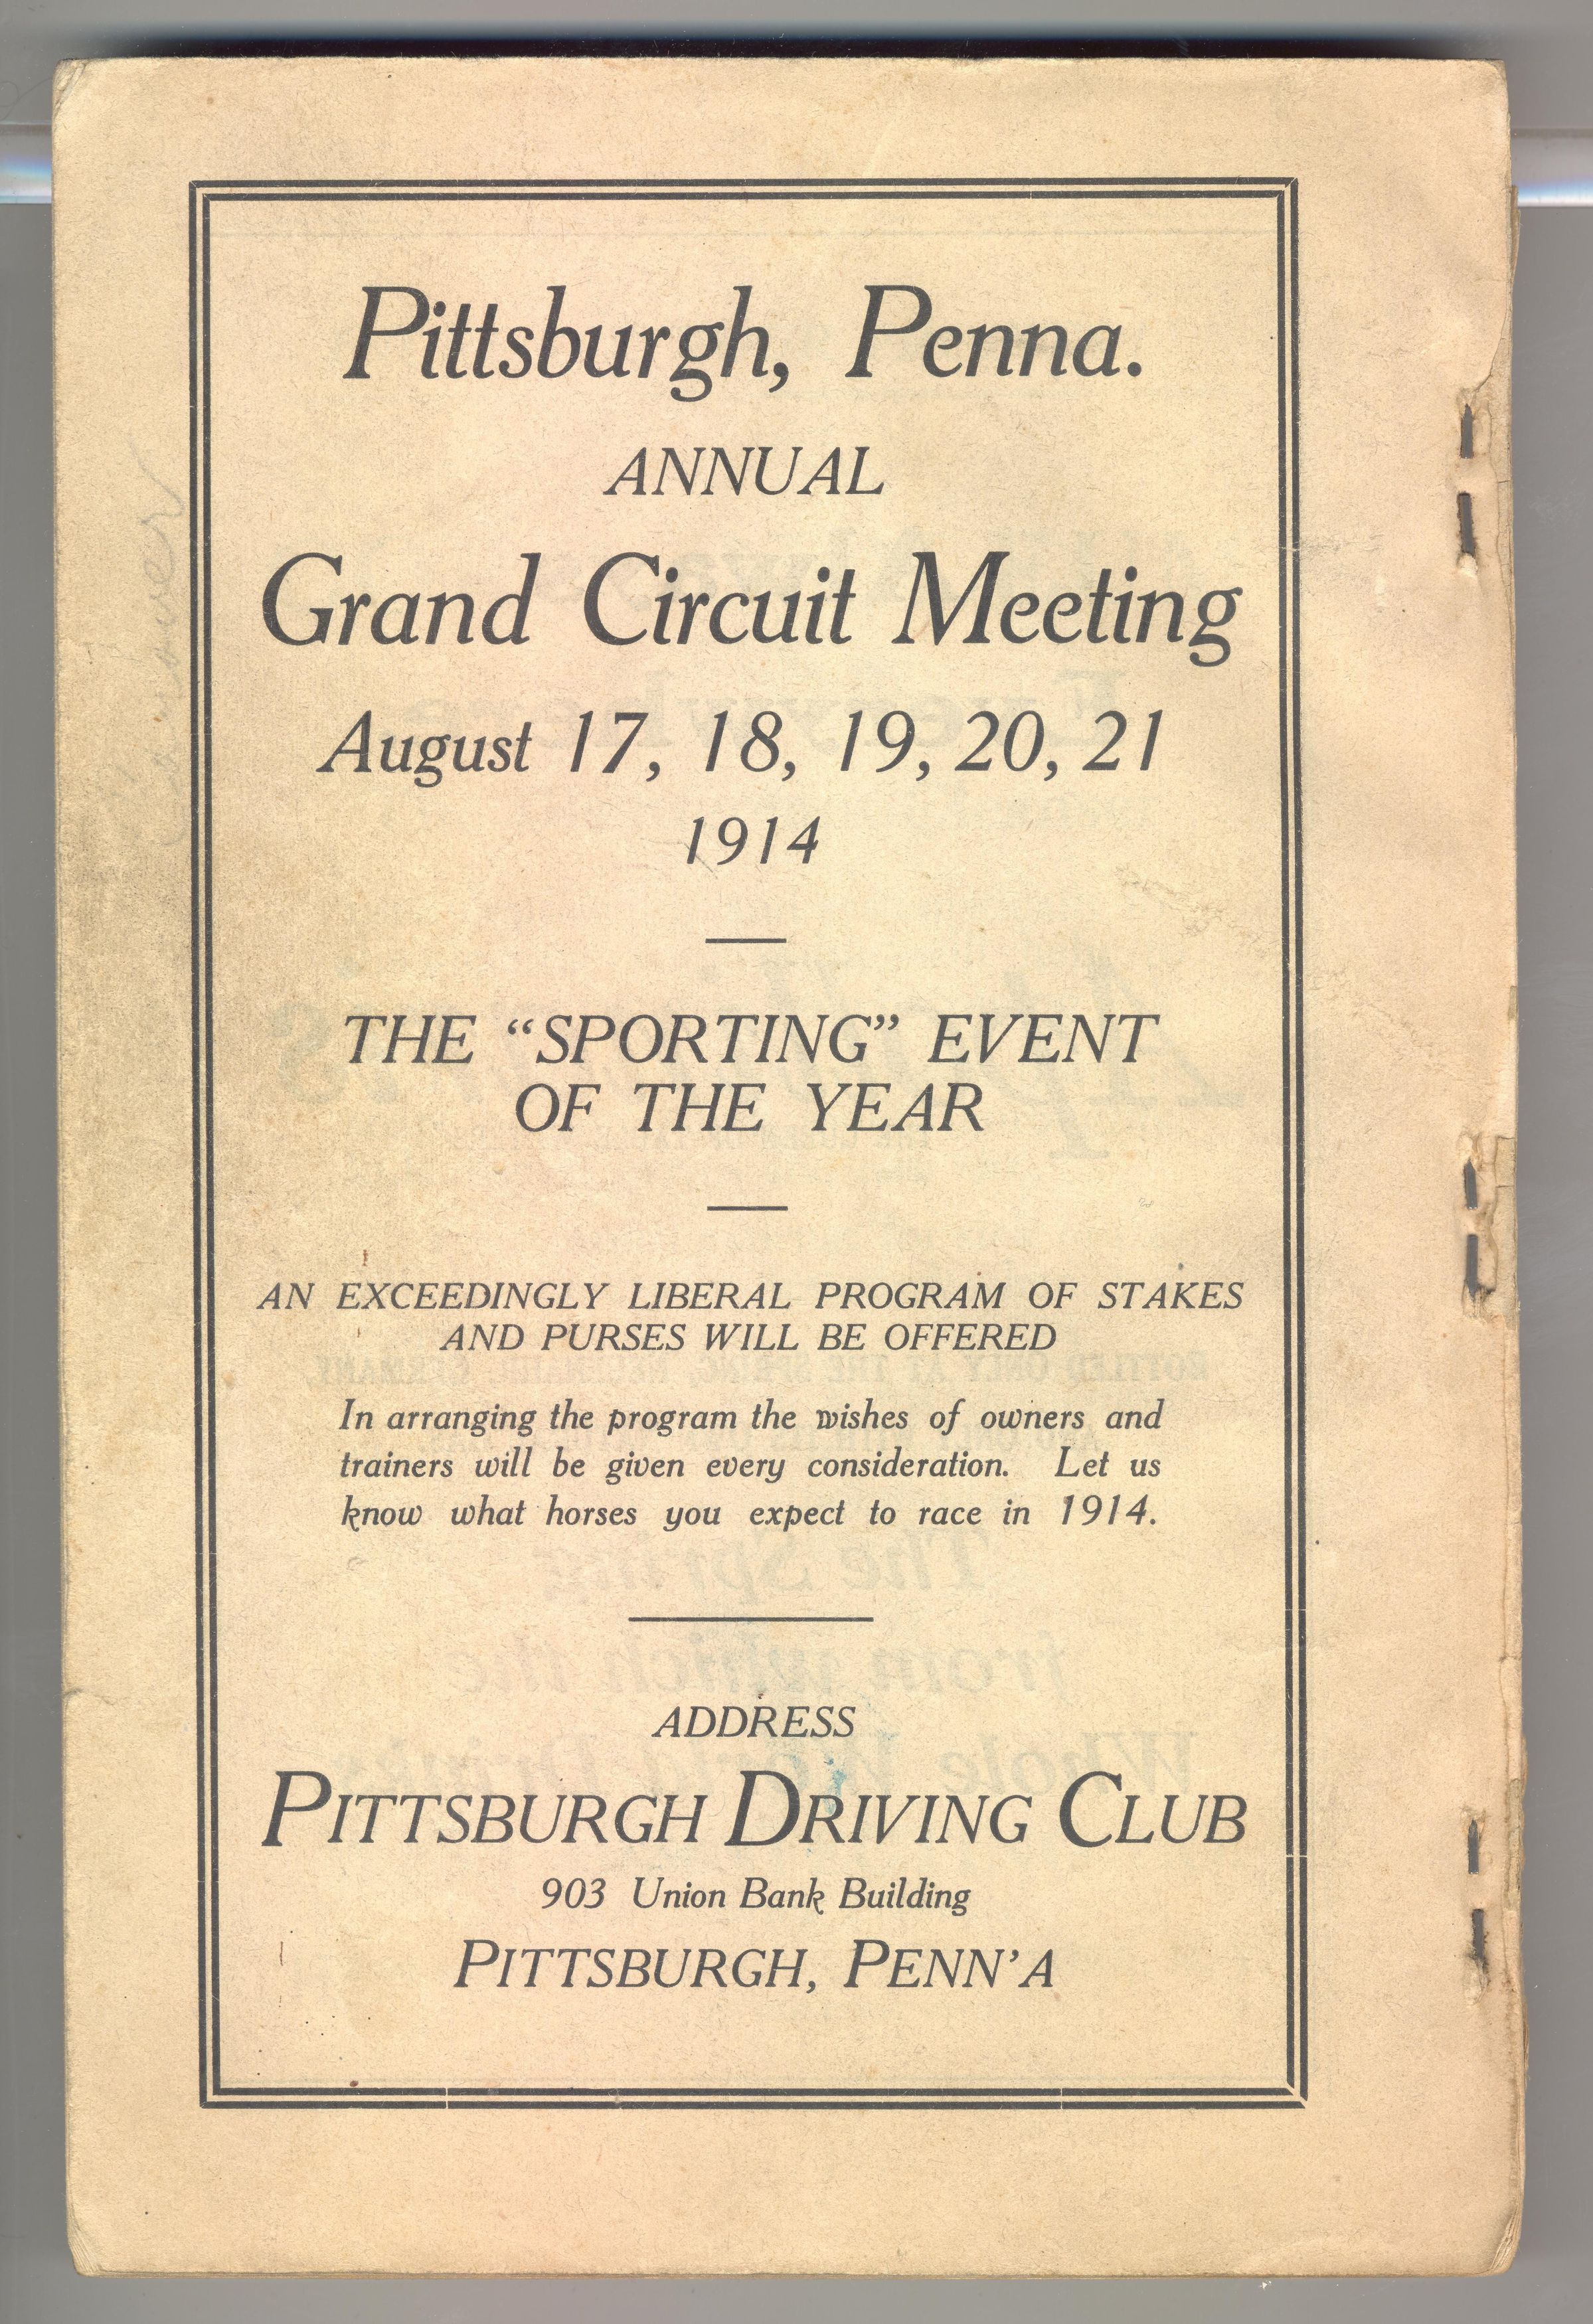 Pittsburgh, Penna.
ANNUAL
Grand Circuit Meeting
August 17, 18, 19, 20, 21
1914
THE “SPORTING” EVENT
OF THE YEAR
AN EXCEEDINGLY LIBERAL PROGRAM OF STAKES
AND PURSES WILL BE OFFERED
In arranging the program the wishes of owners and
trainers will be given every consideration. Let us
know what horses you expect to race in 1914.
ADDRESS
PITTSBURGH DRIVING CLUB
903 Union Bank Building
PITTSBURGH, PENN’A